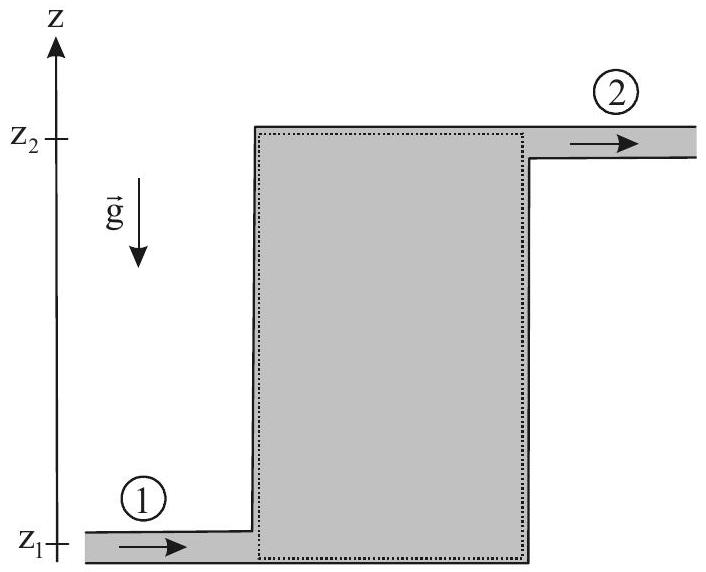 z
②
z₂
g⃗
①
z₁